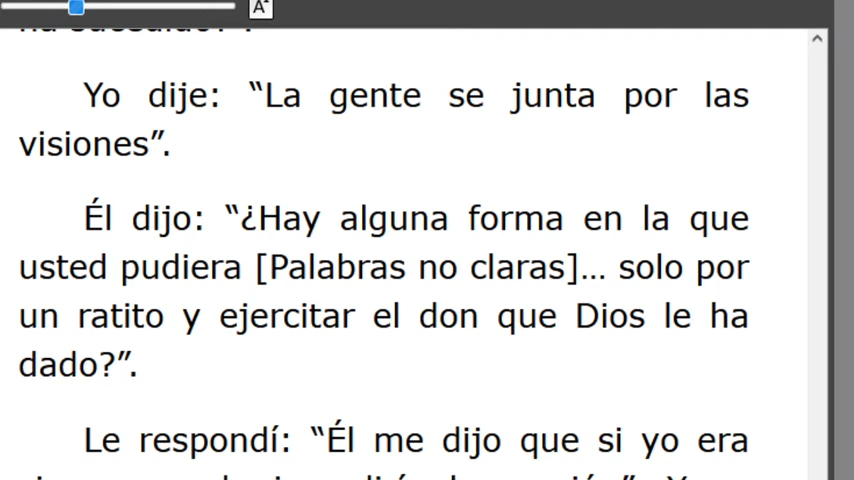 A
Yo dije: “La gente se junta por las
visiones”.
Él dijo: “¿Hay alguna forma en la que
usted pudiera [Palabras no claras]... solo por
un ratito y ejercitar el don que Dios le ha
dado?”.
Le respondí: “Él me dijo que si yo era